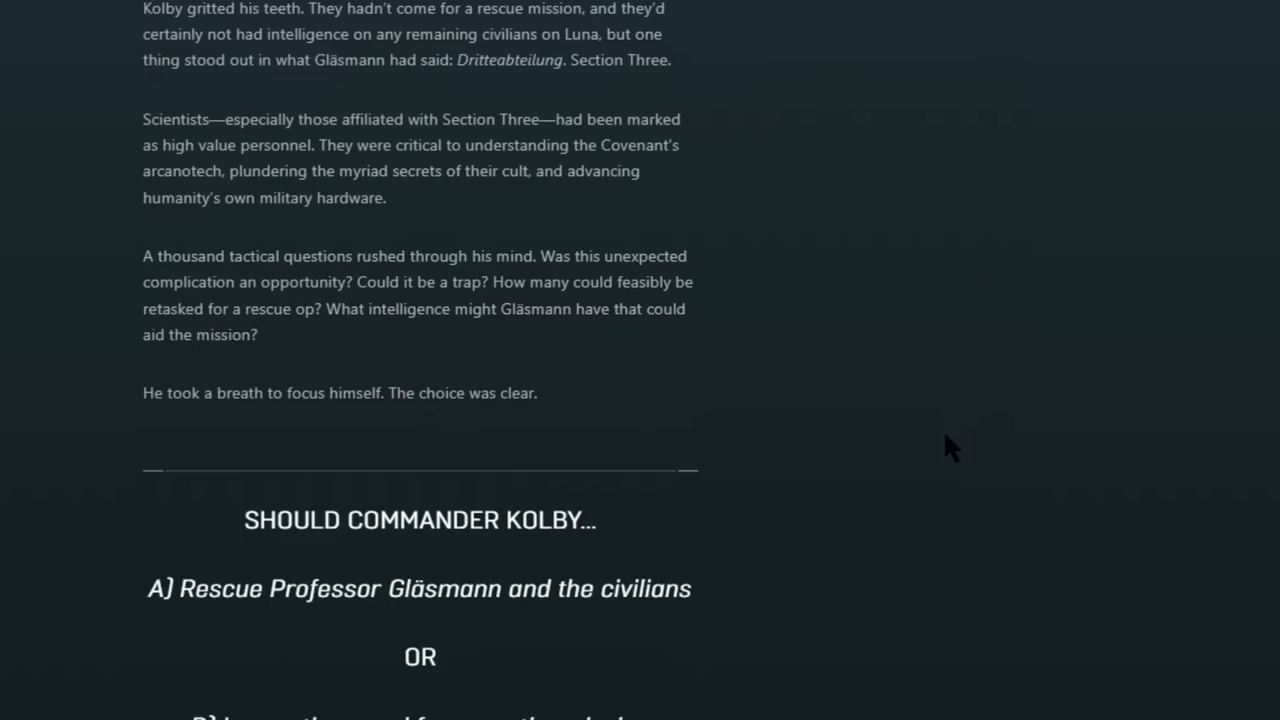 Kolby gritted his teeth. They hadn't come for a rescue mission, and they'd
certainly not had intelligence on any remaining civilians on Luna, but one
thing stood out in what Gläsmann had said: Dritteabteilung. Section Three.
Scientists—especially those affiliated with Section Three—had been marked
as high value personnel. They were critical to understanding the Covenant's
arcanotech, plundering the myriad secrets of their cult, and advancing
humanity's own military hardware.
A thousand tactical questions rushed through his mind. Was this unexpected
complication an opportunity? Could it be a trap? How many could feasibly be
retasked for a rescue op? What intelligence might Gläsmann have that could
aid the mission?
He took a breath to focus himself. The choice was clear.
SHOULD COMMANDER KOLBY...
A) Rescue Professor Gläsmann and the civilians
OR